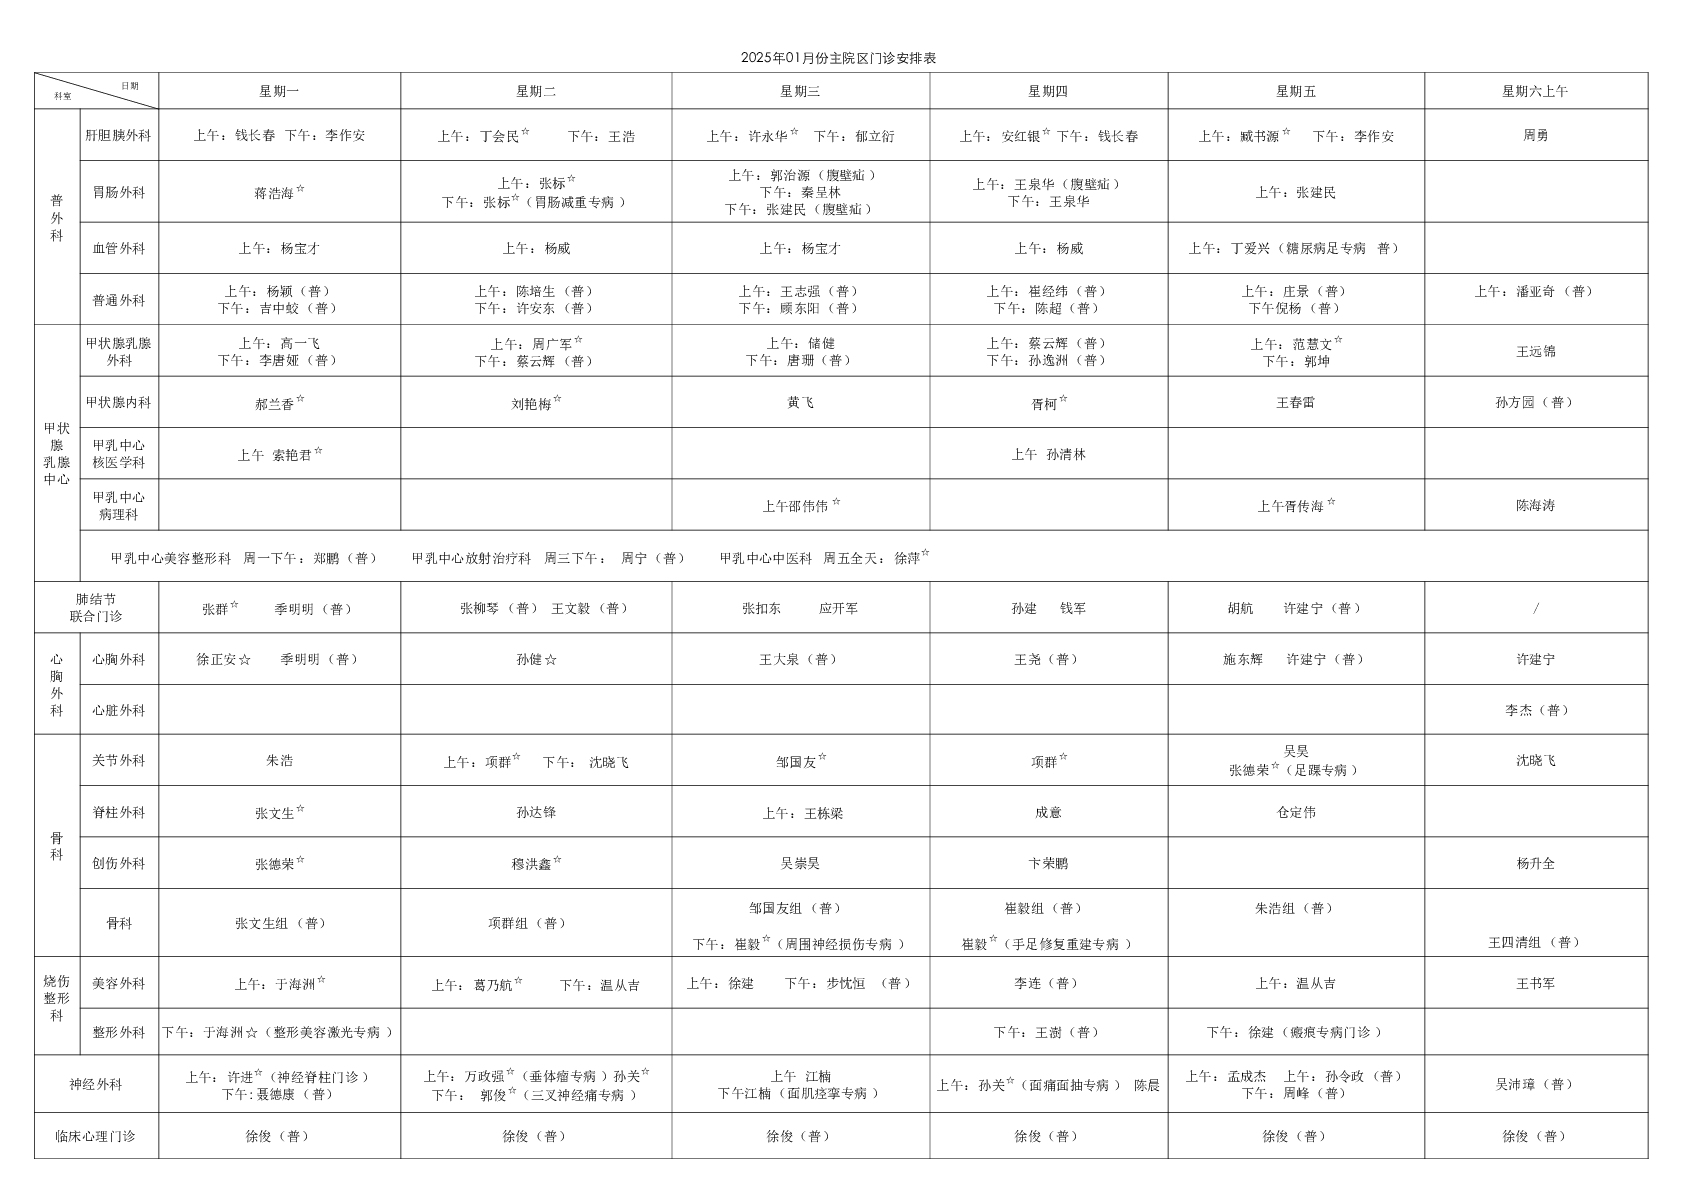 2025年01月份主院区门诊安排表
日期
科室
星期一 星期二 星期三 星期四 星期五 星期六上午
普外科
肝胆胰外科 上午：钱长春 下午：李作安 上午：丁会民☆ 下午：王浩 上午：许永华☆ 下午：郁立衍 上午：安红银☆ 下午：钱长春 上午：臧书源☆ 下午：李作安 周勇
胃肠外科 蒋浩海☆
上午：张标☆
下午：张标☆（胃肠减重专病）
上午：郭治源（腹壁疝）
下午：秦呈林
下午：张建民（腹壁疝）
上午：王泉华（腹壁疝）
下午：王泉华
上午：张建民
血管外科 上午：杨宝才 上午：杨威 上午：杨宝才 上午：杨威 上午：丁爱兴（糖尿病足专病 普）
普通外科
上午：杨颖（普）
下午：吉中蛟（普）
上午：陈培生（普）
下午：许安东（普）
上午：王志强（普）
下午：顾东阳（普）
上午：崔经纬（普）
下午：陈超（普）
上午：庄景（普）
下午倪杨（普）
上午：潘亚奇（普）
甲状腺
乳腺
中心
甲状腺乳腺
外科
上午：高一飞
下午：李唐娅（普）
上午：周广军☆
下午：蔡云辉（普）
上午：储健
下午：唐珊（普）
上午：蔡云辉（普）
下午：孙逸洲（普）
上午：范慧文☆
下午：郭坤
王远锦
甲状腺内科 郝兰香☆ 刘艳梅☆ 黄飞 胥柯☆ 王春雷 孙方园（普）
甲乳中心
核医学科
上午 索艳君☆ 上午 孙清林
甲乳中心
病理科
上午邵伟伟☆ 上午胥传海☆ 陈海涛
甲乳中心美容整形科 周一下午：郑鹏（普） 甲乳中心放射治疗科 周三下午： 周宁（普） 甲乳中心中医科 周五全天：徐萍☆
肺结节
联合门诊
张群☆ 季明明（普） 张柳琴（普） 王文毅（普） 张扣东 应开军 孙建 钱军 胡航 许建宁（普） /
心胸外科
心胸外科 徐正安☆ 季明明（普） 孙健☆ 王大泉（普） 王尧（普） 施东辉 许建宁（普） 许建宁
心脏外科 李杰（普）
骨科
关节外科 朱浩 上午：项群☆ 下午： 沈晓飞 邹国友☆ 项群☆
吴昊
张德荣☆（足踝专病）
沈晓飞
脊柱外科 张文生☆ 孙达锋 上午：王栋梁 成意 仓定伟
创伤外科 张德荣☆ 穆洪鑫☆ 吴崇昊 卞荣鹏 杨升全
骨科 张文生组（普） 项群组（普）
邹国友组（普）
下午：崔毅☆（周围神经损伤专病）
崔毅组（普）
崔毅☆（手足修复重建专病）
朱浩组（普）
王四清组（普）
烧伤
整形
科
美容外科 上午：于海洲☆ 上午：葛乃航☆ 下午：温从吉 上午：徐建 下午：步忱恒 （普） 李连（普） 上午：温从吉 王书军
整形外科 下午：于海洲☆（整形美容激光专病） 下午：王澍（普） 下午：徐建（瘢痕专病门诊）
神经外科
上午： 许进☆（神经脊柱门诊）
下午:聂德康（普）
上午：万政强☆（垂体瘤专病）孙关☆
下午： 郭俊☆（三叉神经痛专病）
上午 江楠
下午江楠（面肌痉挛专病）
上午：孙关☆（面痛面抽专病） 陈晨
上午：孟成杰 上午：孙令政（普）
下午：周峰（普）
吴沛璋（普）
临床心理门诊 徐俊（普） 徐俊（普） 徐俊（普） 徐俊（普） 徐俊（普） 徐俊（普）